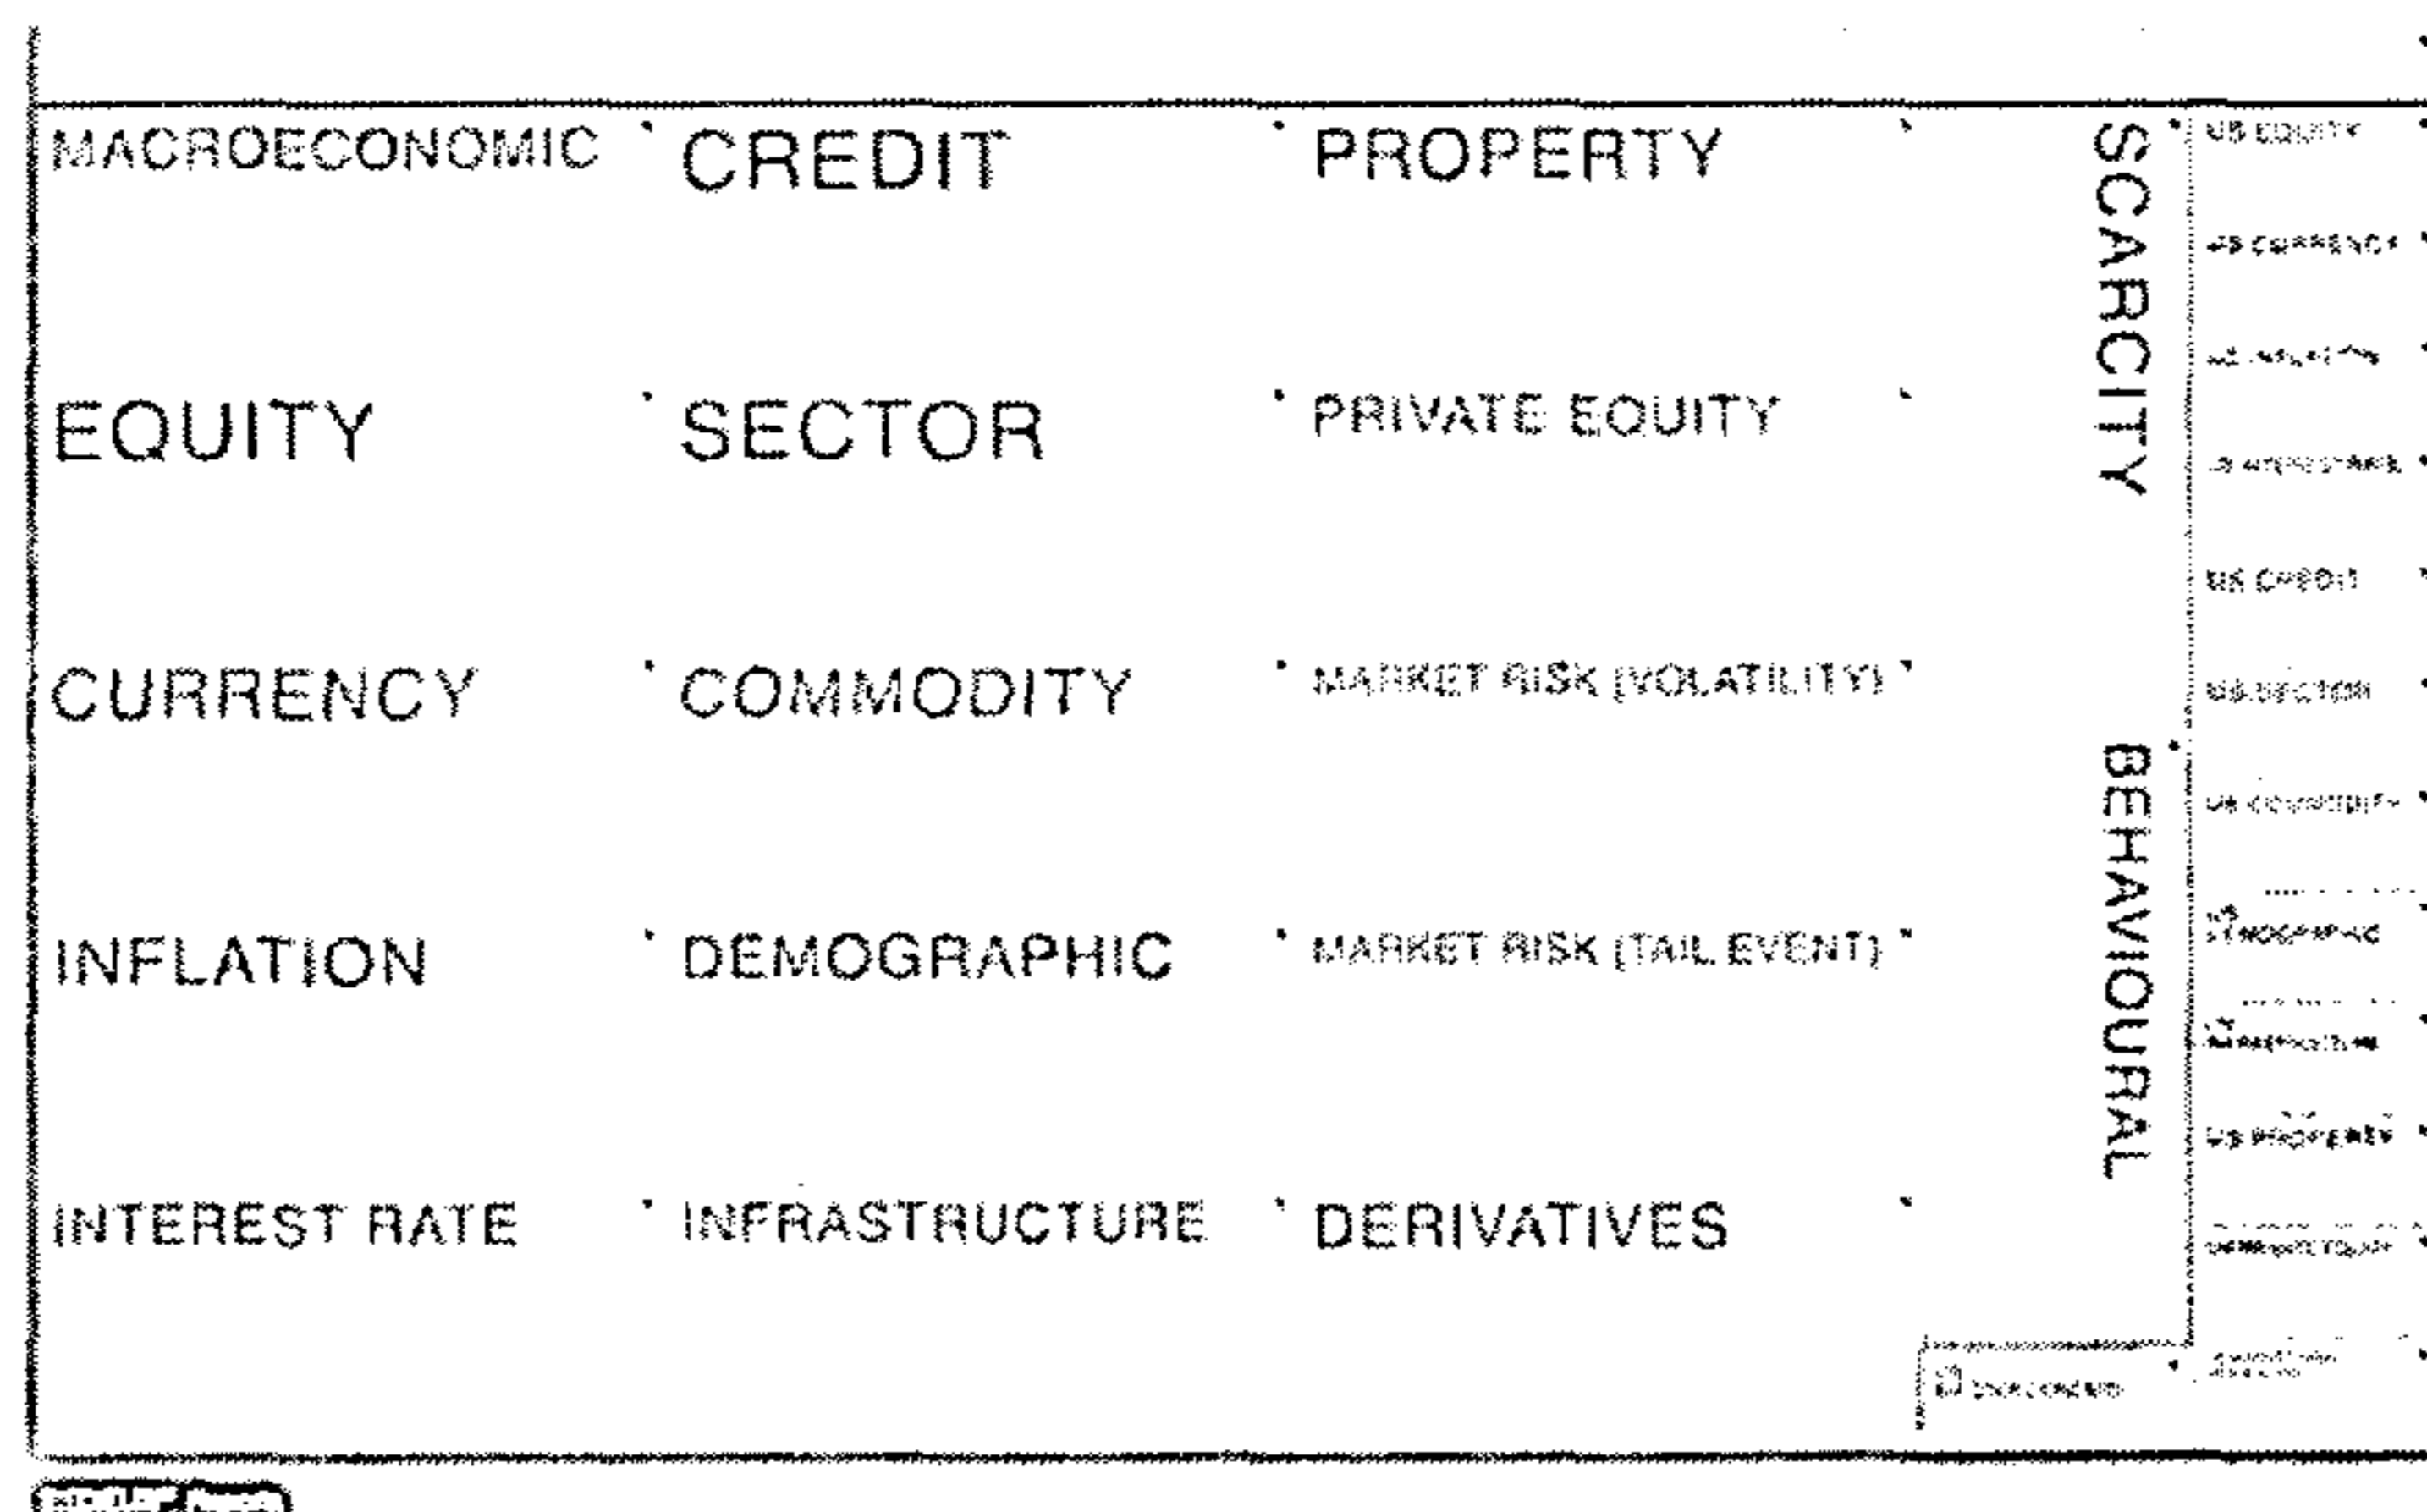 MACROECONOMIC CREDIT PROPERTY
EQUITY SECTOR PRIVATE EQUITY
CURRENCY COMMODITY MARKET RISK (VOLATILITY)
INFLATION DEMOGRAPHIC MARKET RISK (TAIL EVENT)
INTEREST RATE INFRASTRUCTURE DERIVATIVES
SCARCITY
BEHAVIOURAL
US EQUITY
US CURRENCY
US CREDIT
US SECTOR
US COMMODITY
US PROPERTY